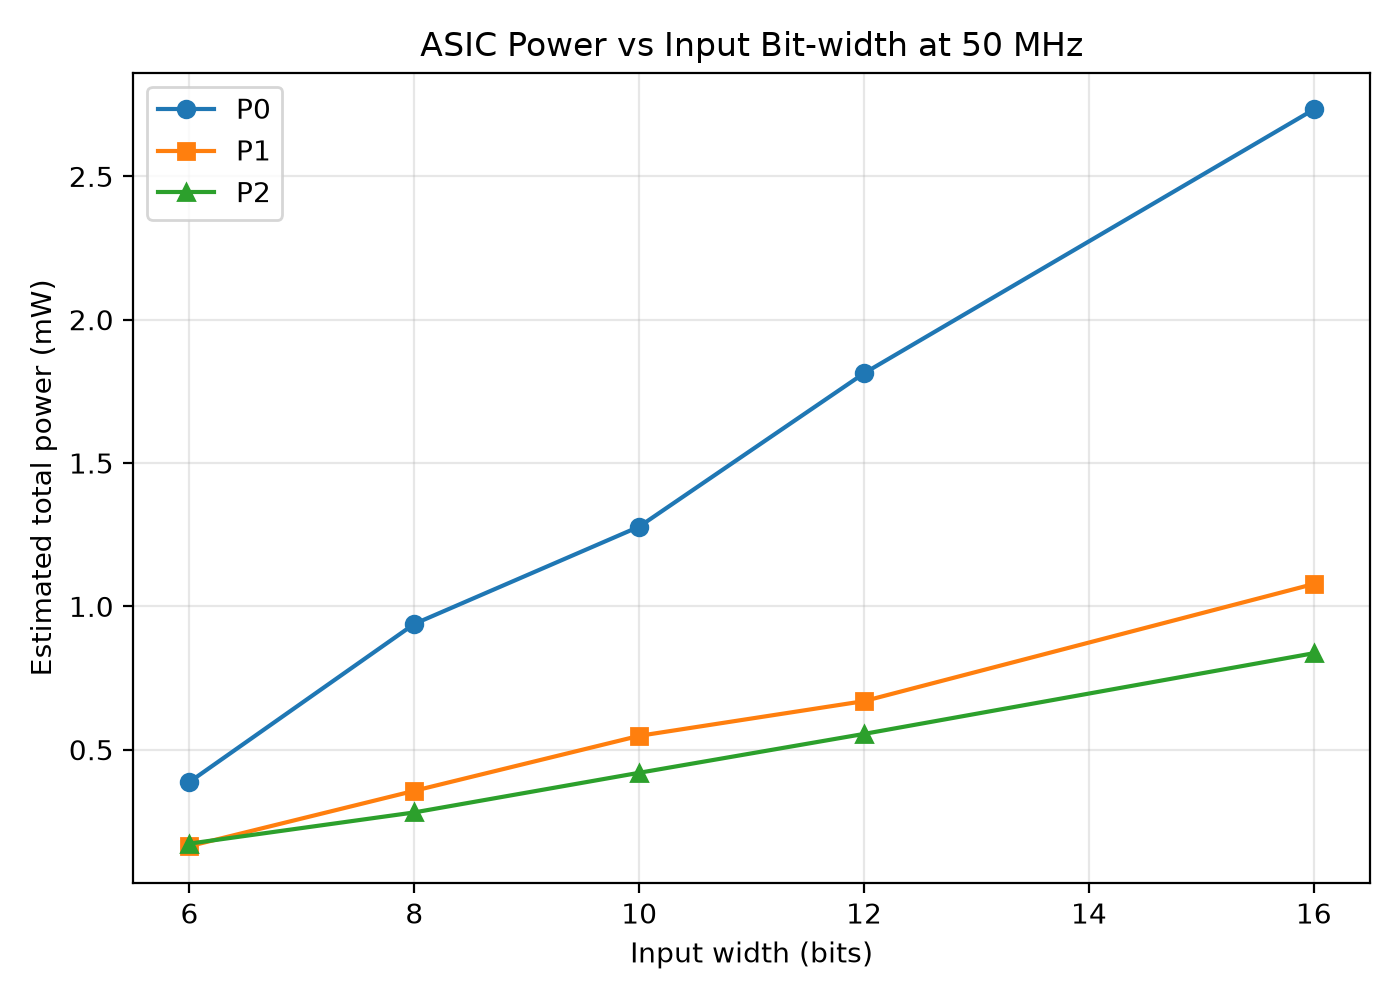 ASIC Power vs Input Bit-width at 50 MHz
P0
P1
P2
Estimated total power (mW)
2.5
2.0
1.5
1.0
0.5
6 8 10 12 14 16
Input width (bits)